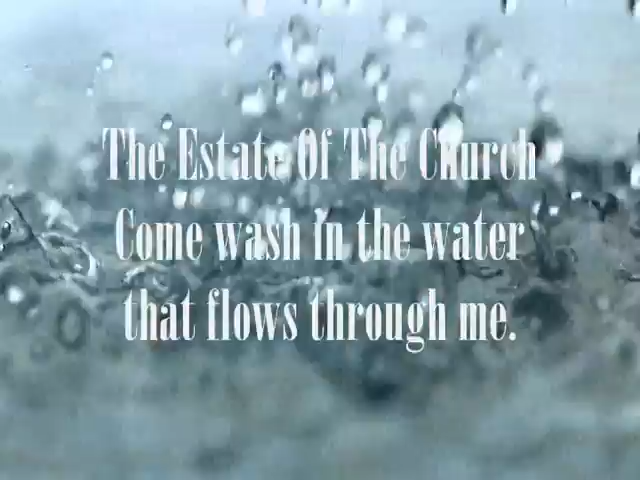 The Estate Of The Church
Come wash in the water
that flows through me.